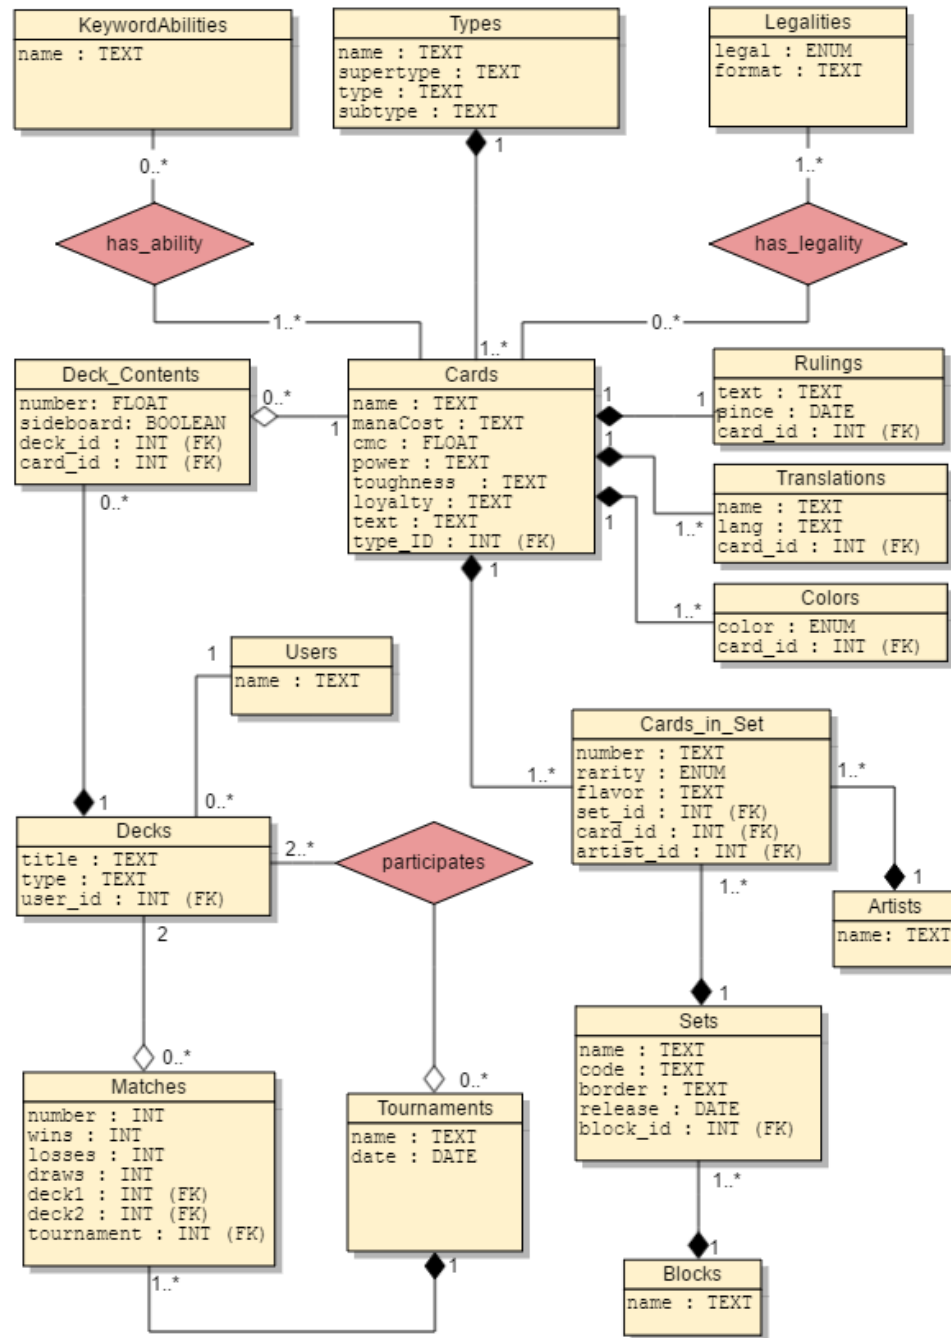 KeywordAbilities
name : TEXT
Types
name : TEXT
supertype : TEXT
type : TEXT
subtype : TEXT
Legalities
legal : ENUM
format : TEXT
0..*
1
1..*
has_ability
has_legality
1..*
1..*
0..*
Deck_Contents
number: FLOAT
sideboard: BOOLEAN
deck_id : INT (FK)
card_id : INT (FK)
0..*
1
0..*
Cards
name : TEXT
manaCost : TEXT
cmc : FLOAT
power : TEXT
toughness : TEXT
loyalty : TEXT
text : TEXT
type_ID : INT (FK)
1
1
1
1
1
Rulings
text : TEXT
since : DATE
card_id : INT (FK)
Translations
name : TEXT
lang : TEXT
card_id : INT (FK)
1..*
Colors
color : ENUM
card_id : INT (FK)
1..*
Users
name : TEXT
1
0..*
1
Cards_in_Set
number : TEXT
rarity : ENUM
flavor : TEXT
set_id : INT (FK)
card_id : INT (FK)
artist_id : INT (FK)
1..*
1..*
1..*
Decks
title : TEXT
type : TEXT
user_id : INT (FK)
2..*
participates
2
1
Artists
name: TEXT
1
Sets
name : TEXT
code : TEXT
border : TEXT
release : DATE
block_id : INT (FK)
0..*
0..*
Matches
number : INT
wins : INT
losses : INT
draws : INT
deck1 : INT (FK)
deck2 : INT (FK)
tournament : INT (FK)
Tournaments
name : TEXT
date : DATE
1..*
1
1..*
1
Blocks
name : TEXT